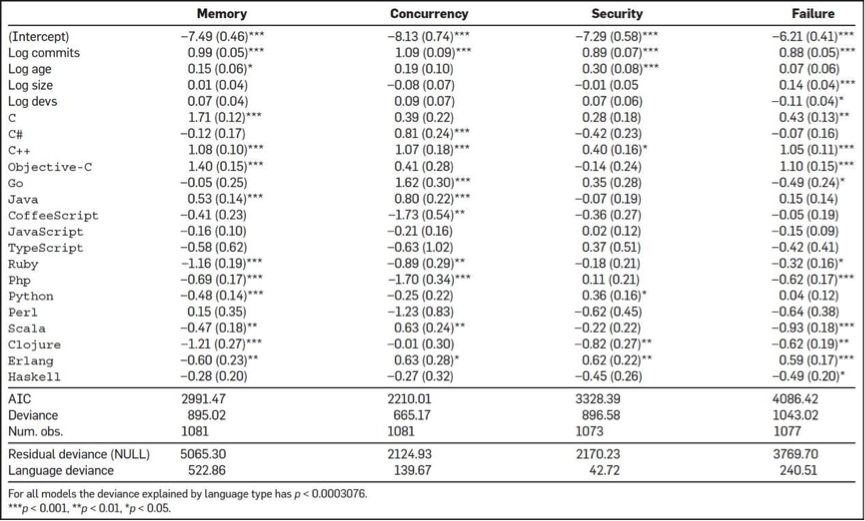 Memory Concurrency Security Failure
(Intercept) −7.49 (0.46)*** −8.13 (0.74)*** −7.29 (0.58)*** −6.21 (0.41)***
Log commits 0.99 (0.05)*** 1.09 (0.09)*** 0.89 (0.07)*** 0.88 (0.05)***
Log age 0.15 (0.06)* 0.19 (0.10) 0.30 (0.08)*** 0.07 (0.06)
Log size 0.01 (0.04) −0.08 (0.07) −0.01 (0.05 0.14 (0.04)***
Log devs 0.07 (0.04) 0.09 (0.07) 0.07 (0.06) −0.11 (0.04)*
C 1.71 (0.12)*** 0.39 (0.22) 0.28 (0.18) 0.43 (0.13)**
C# −0.12 (0.17) 0.81 (0.24)*** −0.42 (0.23) −0.07 (0.16)
C++ 1.08 (0.10)*** 1.07 (0.18)*** 0.40 (0.16)* 1.05 (0.11)***
Objective-C 1.40 (0.15)*** 0.41 (0.28) −0.14 (0.24) 1.10 (0.15)***
Go −0.05 (0.25) 1.62 (0.30)*** 0.35 (0.28) −0.49 (0.24)*
Java 0.53 (0.14)*** 0.80 (0.22)*** −0.07 (0.19) 0.15 (0.14)
CoffeeScript −0.41 (0.23) −1.73 (0.54)** −0.36 (0.27) −0.05 (0.19)
JavaScript −0.16 (0.10) −0.21 (0.16) 0.02 (0.12) −0.15 (0.09)
TypeScript −0.58 (0.62) −0.63 (1.02) 0.37 (0.51) −0.42 (0.41)
Ruby −1.16 (0.19)*** −0.89 (0.29)** −0.18 (0.21) −0.32 (0.16)*
Php −0.69 (0.17)*** −1.70 (0.34)*** 0.11 (0.21) −0.62 (0.17)***
Python −0.48 (0.14)*** −0.25 (0.22) 0.36 (0.16)* 0.04 (0.12)
Perl 0.15 (0.35) −1.23 (0.83) −0.62 (0.45) −0.64 (0.38)
Scala −0.47 (0.18)** 0.63 (0.24)** −0.22 (0.22) −0.93 (0.18)***
Clojure −1.21 (0.27)*** −0.01 (0.30) −0.82 (0.27)** −0.62 (0.19)**
Erlang −0.60 (0.23)** 0.63 (0.28)* 0.62 (0.22)** 0.59 (0.17)***
Haskell −0.28 (0.20) −0.27 (0.32) −0.45 (0.26) −0.49 (0.20)*
AIC 2991.47 2210.01 3328.39 4086.42
Deviance 895.02 665.17 896.58 1043.02
Num. obs. 1081 1081 1073 1077
Residual deviance (NULL) 5065.30 2124.93 2170.23 3769.70
Language deviance 522.86 139.67 42.72 240.51
For all models the deviance explained by language type has p < 0.0003076.
***p < 0.001, **p < 0.01, *p < 0.05.